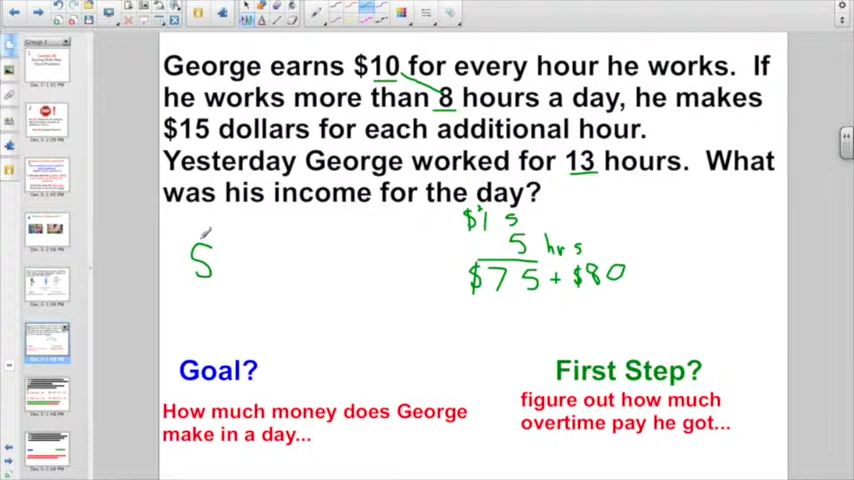 George earns $10 for every hour he works. If
he works more than 8 hours a day, he makes
$15 dollars for each additional hour.
Yesterday George worked for 13 hours. What
was his income for the day?
$15
5 hrs
$75 + $80
S
Goal?
How much money does George
make in a day...
First Step?
figure out how much
overtime pay he got...
Group 1